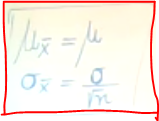 μx̄ = μ
σx̄ = σ/√n